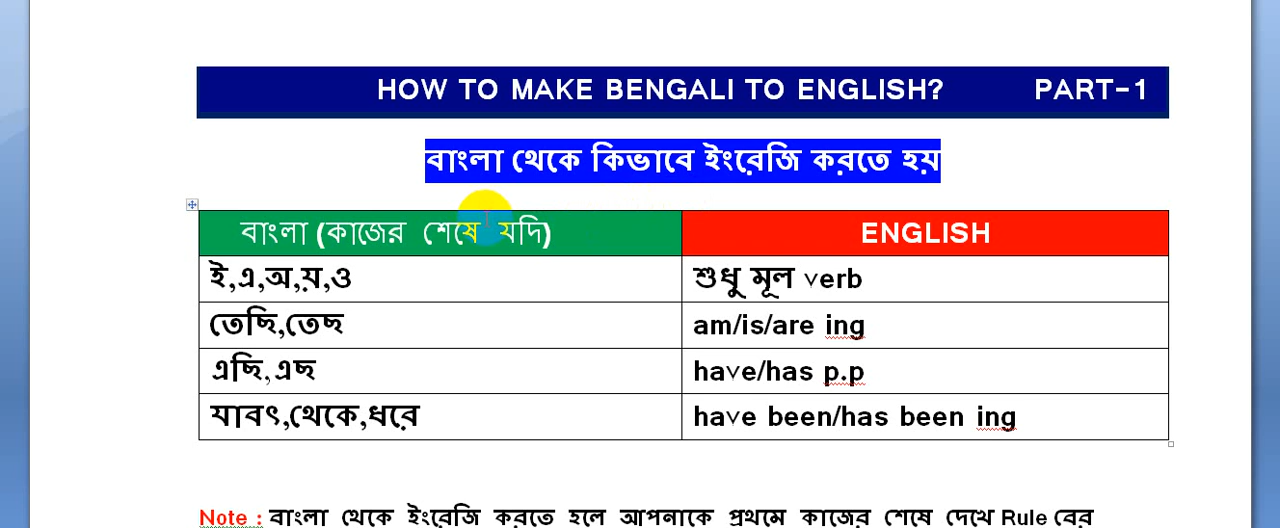 HOW TO MAKE BENGALI TO ENGLISH? PART-1
বাংলা থেকে কিভাবে ইংরেজি করতে হয়
বাংলা (কাজের শেষে যদি) ENGLISH
ই,এ,অ,য়,ও শুধু মূল verb
তেছি,তেছ am/is/are ing
এছি,এছ have/has p.p
যাবৎ,থেকে,ধরে have been/has been ing
Note : বাংলা থেকে ইংরেজি করতে হলে আপনাকে প্রথমে কাজের শেষে দেখে Rule বের